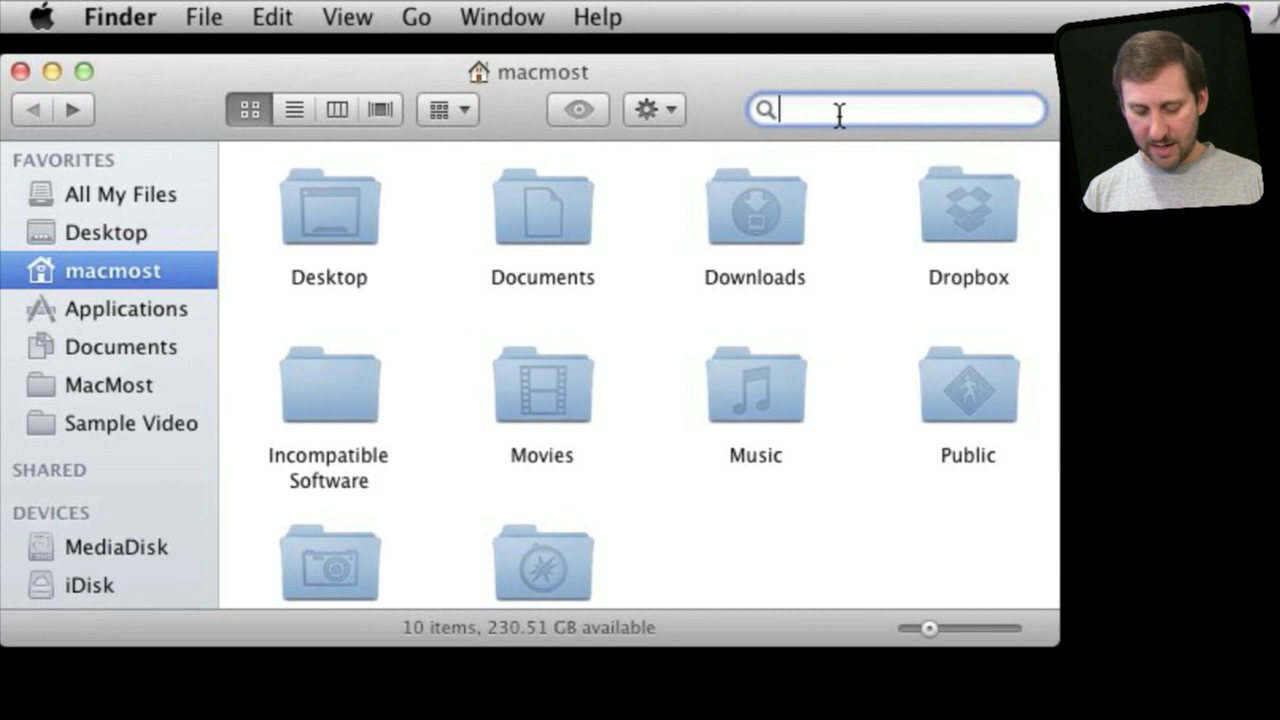 Finder File Edit View Go Window Help
macmost
FAVORITES
All My Files
Desktop
macmost
Applications
Documents
MacMost
Sample Video
SHARED
DEVICES
MediaDisk
iDisk
Desktop Documents Downloads Dropbox
Incompatible Software Movies Music Public
10 items, 230.51 GB available